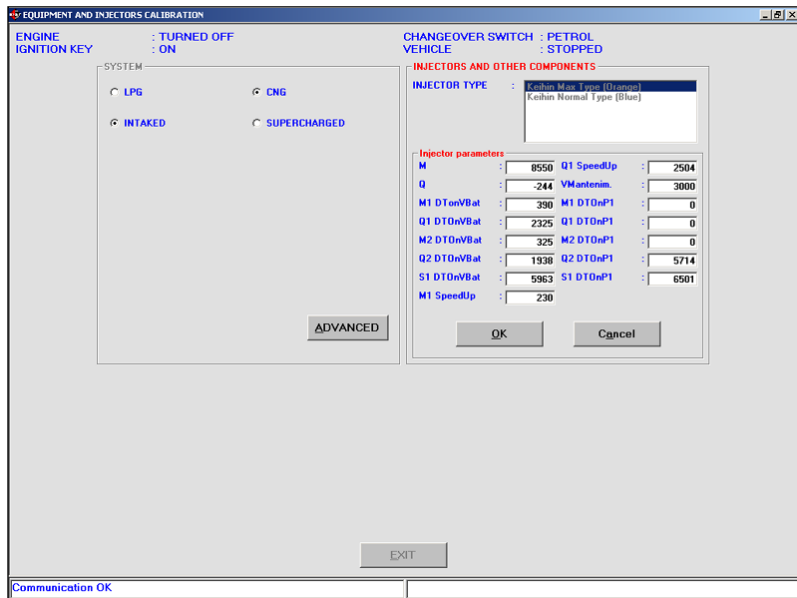 EQUIPMENT AND INJECTORS CALIBRATION
ENGINE : TURNED OFF CHANGEOVER SWITCH : PETROL
IGNITION KEY : ON VEHICLE : STOPPED
SYSTEM
LPG CNG
INTAKED SUPERCHARGED
ADVANCED
INJECTORS AND OTHER COMPONENTS
INJECTOR TYPE : Keihin Max Type (Orange)
Keihin Normal Type (Blue)
Injector parameters
M : 8550 Q1 SpeedUp : 2504
Q : -244 VMantenim. : 3000
M1 DTonVBat : 390 M1 DTOnP1 : 0
Q1 DTOnVBat : 2325 Q1 DTOnP1 : 0
M2 DTOnVBat : 325 M2 DTOnP1 : 0
Q2 DTOnVBat : 1938 Q2 DTOnP1 : 5714
S1 DTOnVBat : 5963 S1 DTOnP1 : 6501
M1 SpeedUp : 230
OK Cancel
EXIT
Communication OK